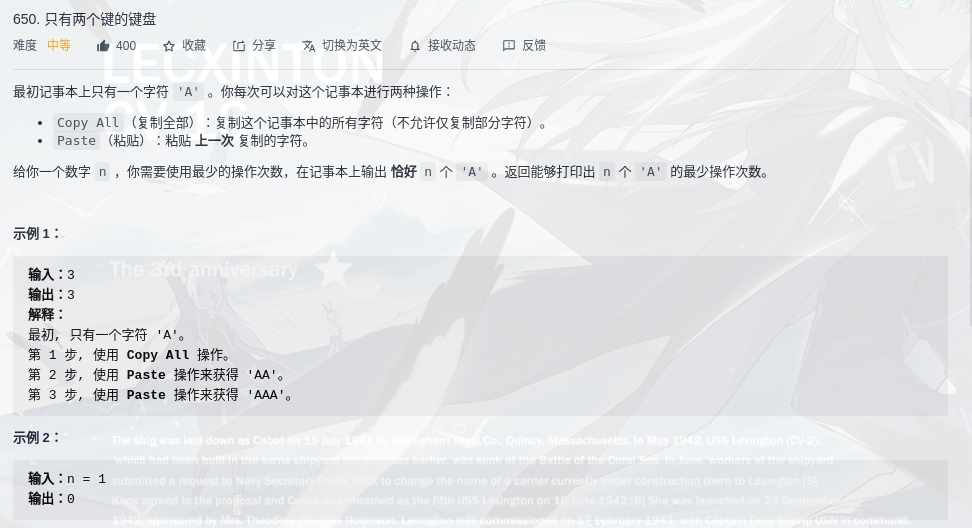 650. 只有两个键的键盘
难度 中等 400 收藏 分享 切换为英文 接收动态 反馈
LECXINTON
CV-16
最初记事本上只有一个字符 'A' 。你每次可以对这个记事本进行两种操作：
Copy All（复制全部）：复制这个记事本中的所有字符（不允许仅复制部分字符）。
Paste（粘贴）：粘贴 上一次 复制的字符。
给你一个数字 n ，你需要使用最少的操作次数，在记事本上输出 恰好 n 个 'A' 。返回能够打印出 n 个 'A' 的最少操作次数。
CV
示例 1：
The 3rd anniversary
输入：3
输出：3
解释：
最初, 只有一个字符 'A'。
第 1 步, 使用 Copy All 操作。
第 2 步, 使用 Paste 操作来获得 'AA'。
第 3 步, 使用 Paste 操作来获得 'AAA'。
示例 2：
The ship was laid down as Cabot on 15 July 1941 at Bethlehem Steel Co., Quincy, Massachusetts. In May 1942, USS Lexington (CV-2),
which had been built in the same shipyard two decades earlier, was sunk at the Battle of the Coral Sea. In June, workers at the shipyard
输入：n = 1
submitted a request to Navy Secretary Frank Knox to change the name of a carrier currently under construction there to Lexington.[5]
输出：0
Knox agreed to the proposal and Cabot was renamed as the fifth USS Lexington on 16 June 1942.[6] She was launched on 23 September
1942, sponsored by Mrs. Theodore Douglas Robinson. Lexington was commissioned on 17 February 1943, with Captain Felix Stump USN in command.